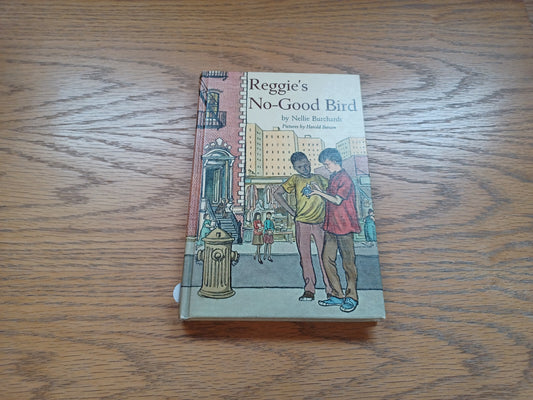 Reggie's
No-Good Bird
by Nellie Burchardt
Pictures by Harold Berson